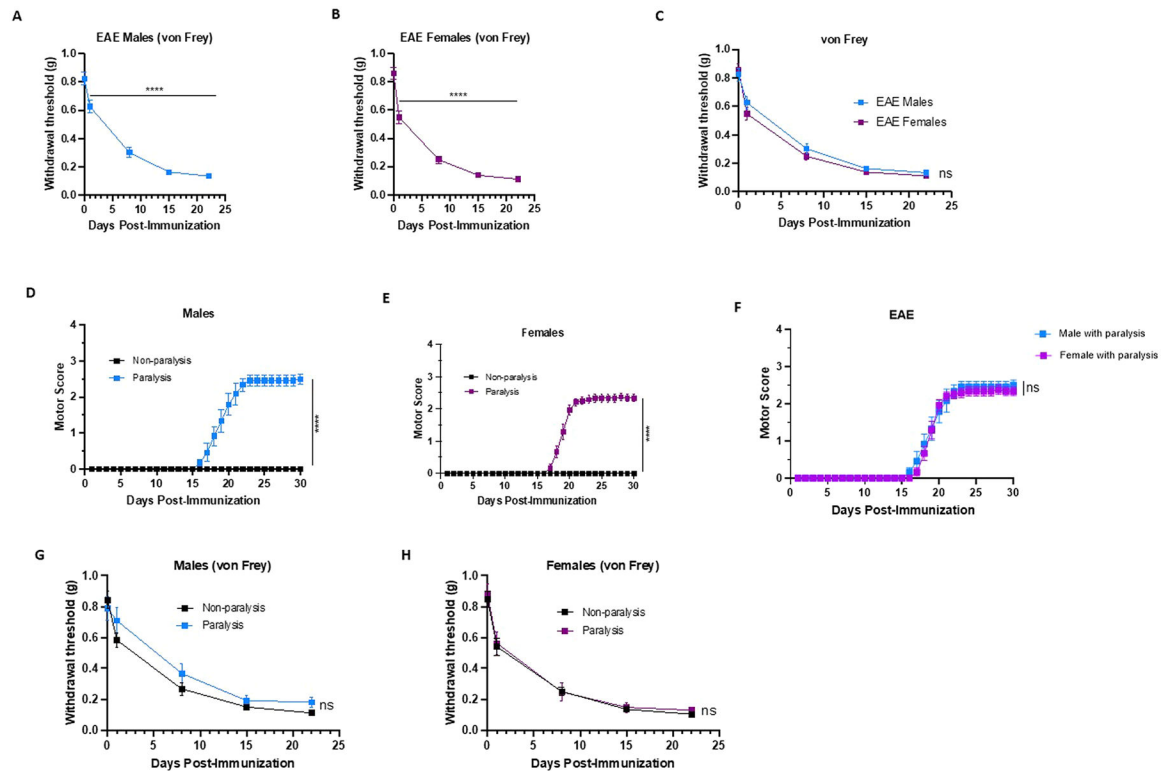 A
EAE Males (von Frey)
Withdrawal threshold (g)
1.0
0.8
0.6
0.4
0.2
0.0
****
0 5 10 15 20 25
Days Post-Immunization
B
EAE Females (von Frey)
Withdrawal threshold (g)
1.0
0.8
0.6
0.4
0.2
0.0
****
0 5 10 15 20 25
Days Post-Immunization
C
von Frey
Withdrawal threshold (g)
1.0
0.8
0.6
0.4
0.2
0.0
EAE Males
EAE Females
ns
0 5 10 15 20 25
Days Post-Immunization
D
Males
Motor Score
4
3
2
1
0
Non-paralysis
Paralysis
****
0 10 20 30
Days Post-Immunization
E
Females
Motor Score
4
3
2
1
0
Non-paralysis
Paralysis
****
0 10 20 30
Days Post-Immunization
F
EAE
Motor Score
4
3
2
1
0
Male with paralysis
Female with paralysis
ns
0 5 10 15 20 25 30
Days Post-Immunization
G
Males (von Frey)
Withdrawal threshold (g)
1.0
0.8
0.6
0.4
0.2
0.0
Non-paralysis
Paralysis
ns
0 5 10 15 20 25
Days Post-Immunization
H
Females (von Frey)
Withdrawal threshold (g)
1.0
0.8
0.6
0.4
0.2
0.0
Non-paralysis
Paralysis
ns
0 5 10 15 20 25
Days Post-Immunization